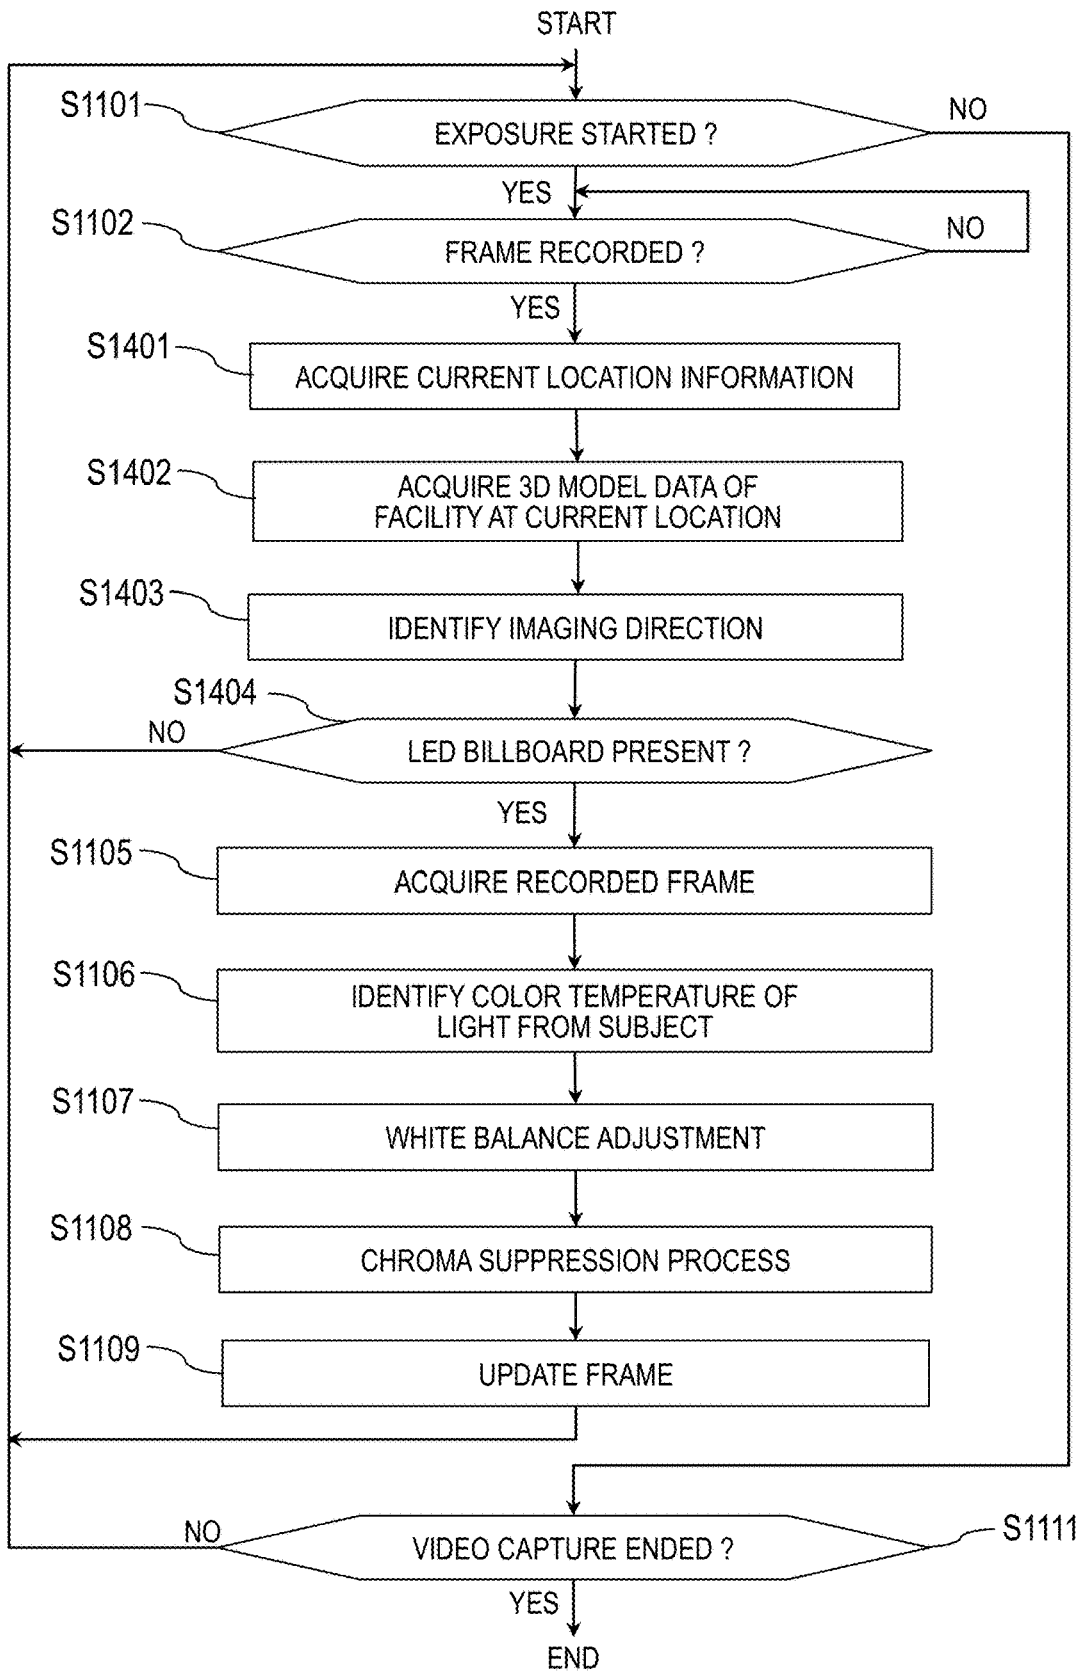 START
S1101
EXPOSURE STARTED ?
NO
YES
S1102
FRAME RECORDED ?
NO
YES
S1401
ACQUIRE CURRENT LOCATION INFORMATION
S1402
ACQUIRE 3D MODEL DATA OF
FACILITY AT CURRENT LOCATION
S1403
IDENTIFY IMAGING DIRECTION
S1404
NO
LED BILLBOARD PRESENT ?
YES
S1105
ACQUIRE RECORDED FRAME
S1106
IDENTIFY COLOR TEMPERATURE OF
LIGHT FROM SUBJECT
S1107
WHITE BALANCE ADJUSTMENT
S1108
CHROMA SUPPRESSION PROCESS
S1109
UPDATE FRAME
NO
VIDEO CAPTURE ENDED ?
S1111
YES
END